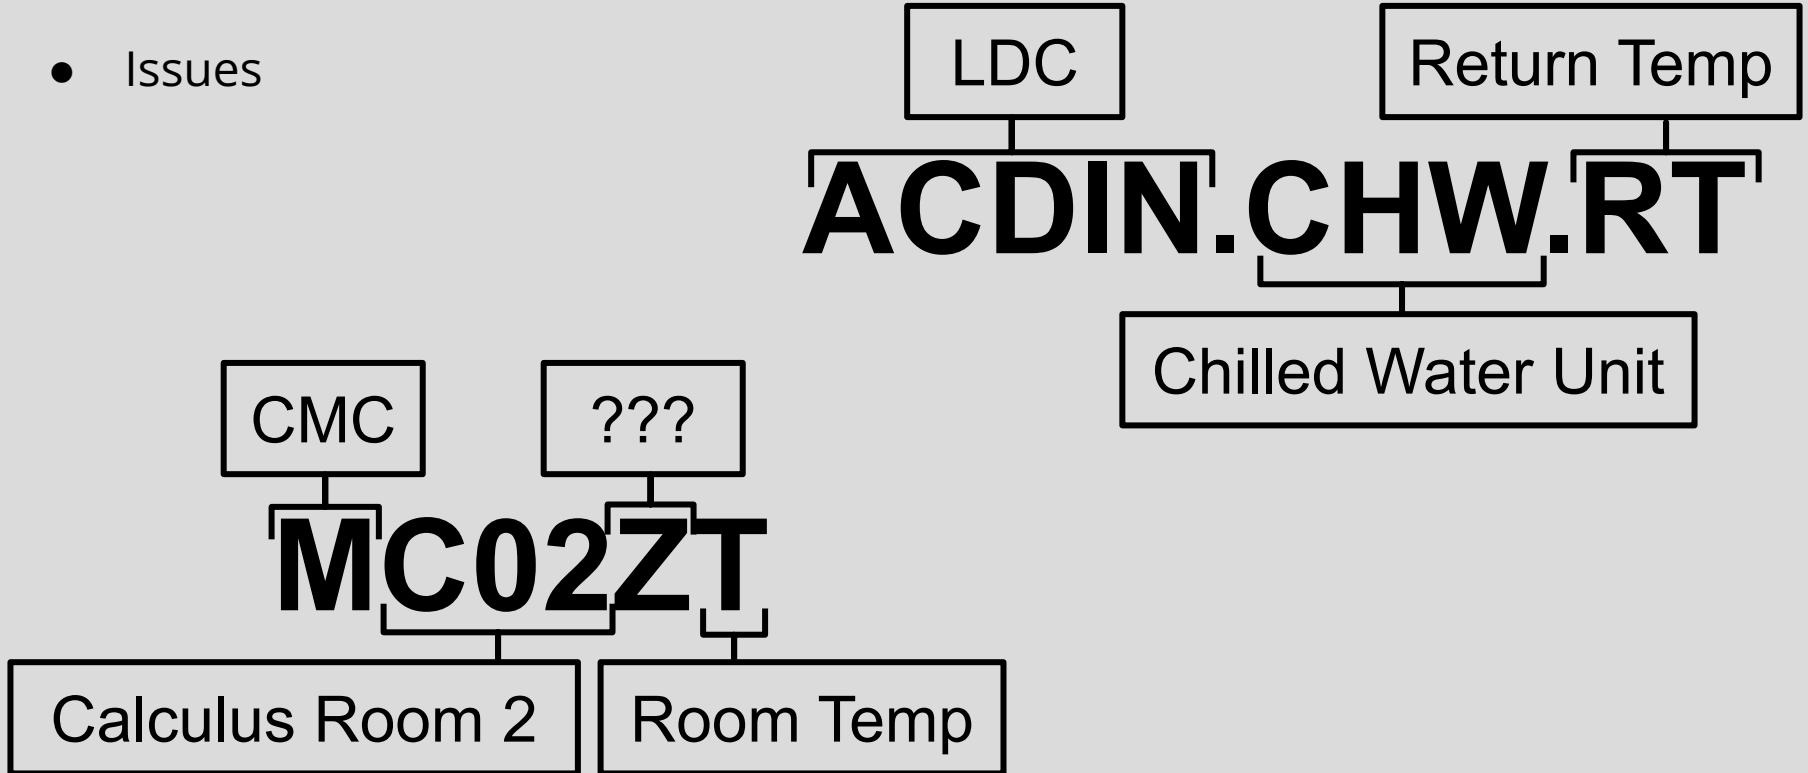 ● Issues
LDC
Return Temp
ACDIN.CHW.RT
Chilled Water Unit
CMC
???
MC02ZT
Calculus Room 2
Room Temp